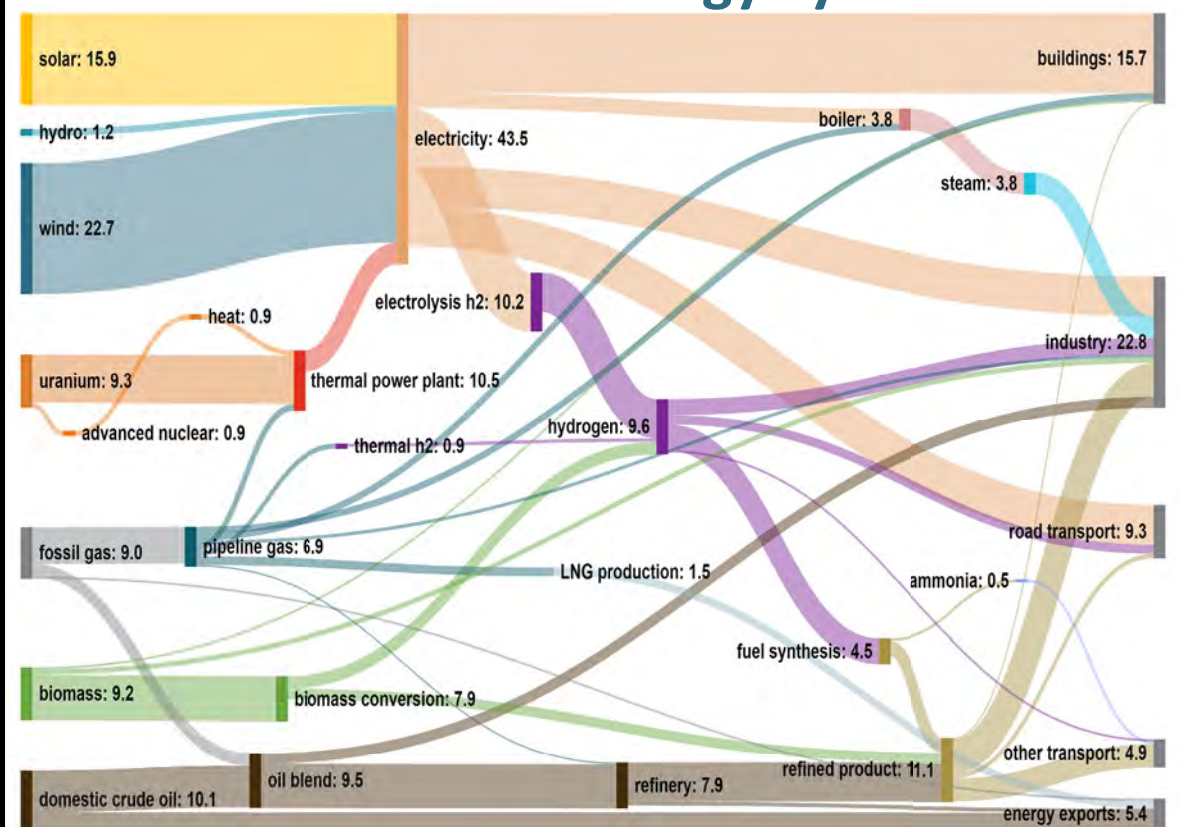 solar: 15.9
buildings: 15.7
hydro: 1.2
boiler: 3.8
electricity: 43.5
steam: 3.8
wind: 22.7
electrolysis h2: 10.2
heat: 0.9
industry: 22.8
uranium: 9.3
thermal power plant: 10.5
advanced nuclear: 0.9
hydrogen: 9.6
thermal h2: 0.9
road transport: 9.3
fossil gas: 9.0
pipeline gas: 6.9
LNG production: 1.5
ammonia: 0.5
fuel synthesis: 4.5
biomass: 9.2
biomass conversion: 7.9
other transport: 4.9
refined product: 11.1
oil blend: 9.5
refinery: 7.9
domestic crude oil: 10.1
energy exports: 5.4